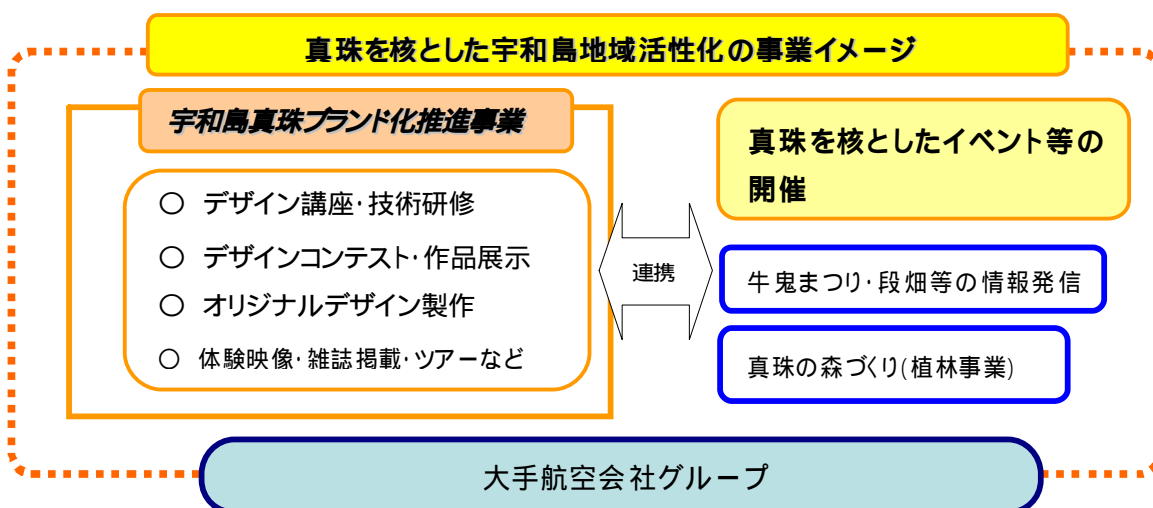 真珠を核とした宇和島地域活性化の事業イメージ
宇和島真珠ブランド化推進事業
○ デザイン講座・技術研修
○ デザインコンテスト・作品展示
○ オリジナルデザイン製作
○ 体験映像・雑誌掲載・ツアーなど
連携
真珠を核としたイベント等の
開催
牛鬼まつり・段畑等の情報発信
真珠の森づくり(植林事業)
大手航空会社グループ